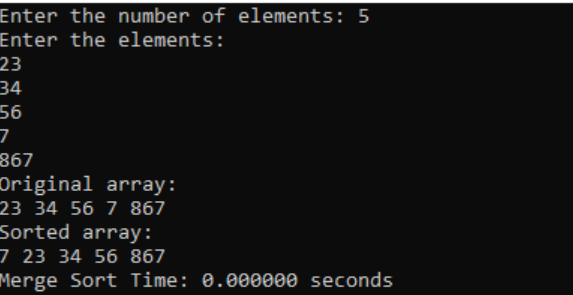 Enter the number of elements: 5
Enter the elements:
23
34
56
7
867
Original array:
23 34 56 7 867
Sorted array:
7 23 34 56 867
Merge Sort Time: 0.000000 seconds